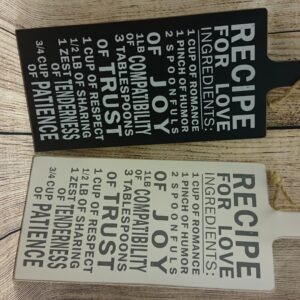 RECIPE
FOR LOVE
INGREDIENTS:
1 CUP OF ROMANCE
1 PINCH OF HUMOR
2 SPOONFULS
OF JOY
1LB OF COMPATIBILITY
3 TABLESPOONS
OF TRUST
1 CUP OF RESPECT
1/2 LB OF SHARING
1 ZEST OF TENDERNESS
3/4 CUP OF PATIENCE
RECIPE
FOR LOVE
INGREDIENTS:
1 CUP OF ROMANCE
1 PINCH OF HUMOR
2 SPOONFULS
OF JOY
1LB OF COMPATIBILITY
3 TABLESPOONS
OF TRUST
1 CUP OF RESPECT
1/2 LB OF SHARING
1 ZEST OF TENDERNESS
3/4 CUP OF PATIENCE